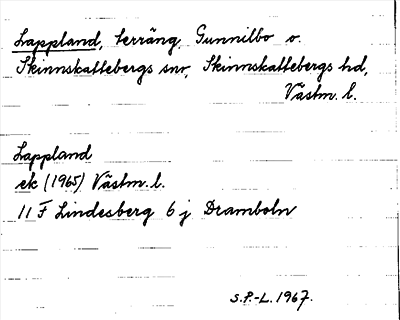 Lappland, terräng, Gunnilbo o.
Skinnskattebergs snr, Skinnskattebergs hd,
Västm. l.
Lappland
ek (1965) Västm. l.
11 F Lindesberg 6 j Dramboln
S.P.-L. 1967.